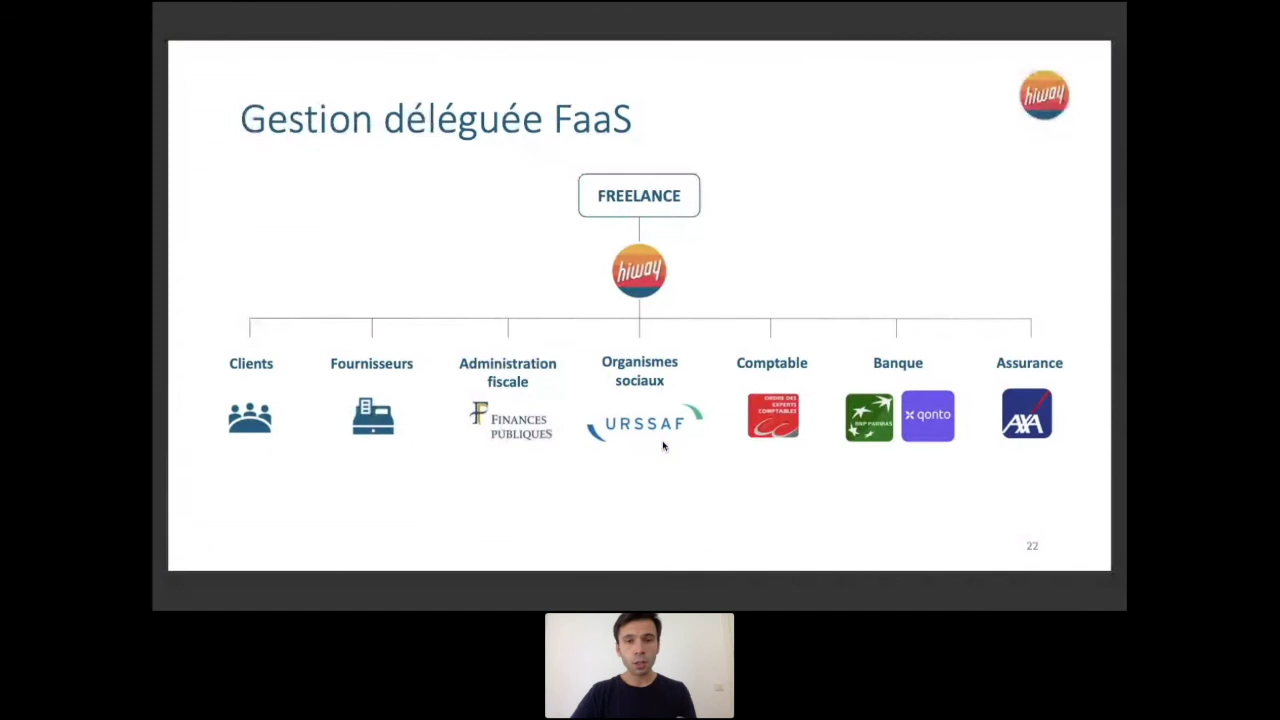 hiway
Gestion déléguée FaaS
FREELANCE
hiway
Clients
Fournisseurs
Administration
fiscale
Organismes
sociaux
Comptable
Banque
Assurance
FINANCES
PUBLIQUES
URSSAF
ORDRE DES
EXPERTS
COMPTABLES
BNP PARIBAS
qonto
AXA
22